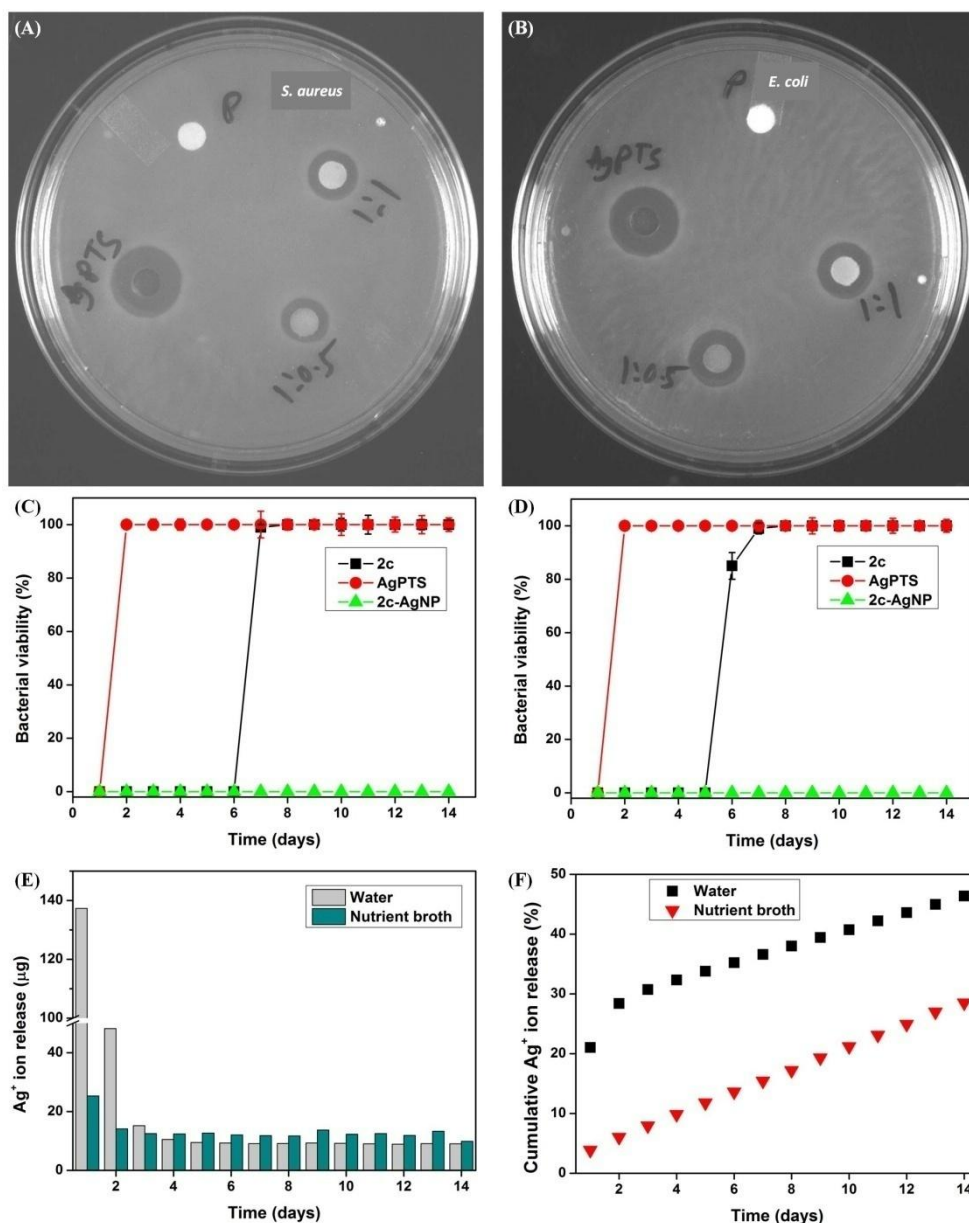 (A)
S. aureus
P
1:1
AgPTS
1:0.5
(B)
E. coli
P
AgPTS
1:1
1:0.5
(C)
Bacterial viability (%)
100
80
60
40
20
0
2c
AgPTS
2c-AgNP
0 2 4 6 8 10 12 14
Time (days)
(D)
Bacterial viability (%)
100
80
60
40
20
0
2c
AgPTS
2c-AgNP
0 2 4 6 8 10 12 14
Time (days)
(E)
Ag⁺ ion release (μg)
140
120
100
40
20
0
Water
Nutrient broth
2 4 6 8 10 12 14
Time (days)
(F)
Cumulative Ag⁺ ion release (%)
50
40
30
20
10
0
Water
Nutrient broth
2 4 6 8 10 12 14
Time (days)